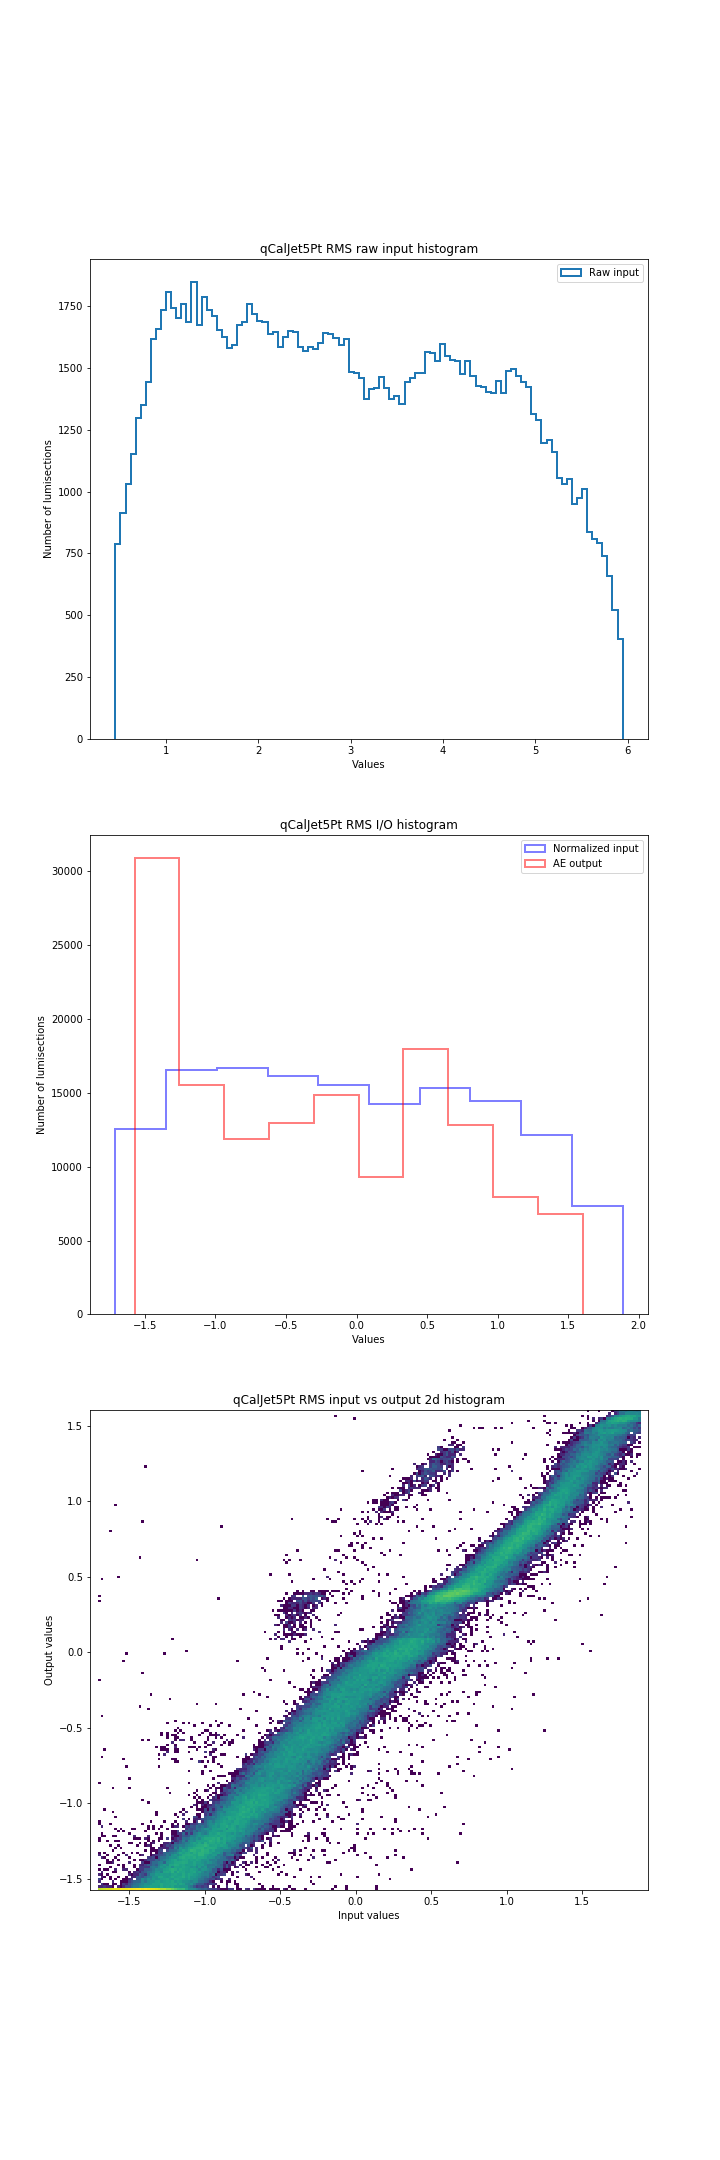 qCalJet5Pt RMS raw input histogram
Raw input
1750
1500
1250
1000
750
500
250
0
Number of lumisections
1 2 3 4 5 6
Values
qCalJet5Pt RMS I/O histogram
Normalized input
AE output
30000
25000
20000
15000
10000
5000
0
Number of lumisections
−1.5 −1.0 −0.5 0.0 0.5 1.0 1.5 2.0
Values
qCalJet5Pt RMS input vs output 2d histogram
1.5
1.0
0.5
0.0
−0.5
−1.0
−1.5
Output values
−1.5 −1.0 −0.5 0.0 0.5 1.0 1.5
Input values